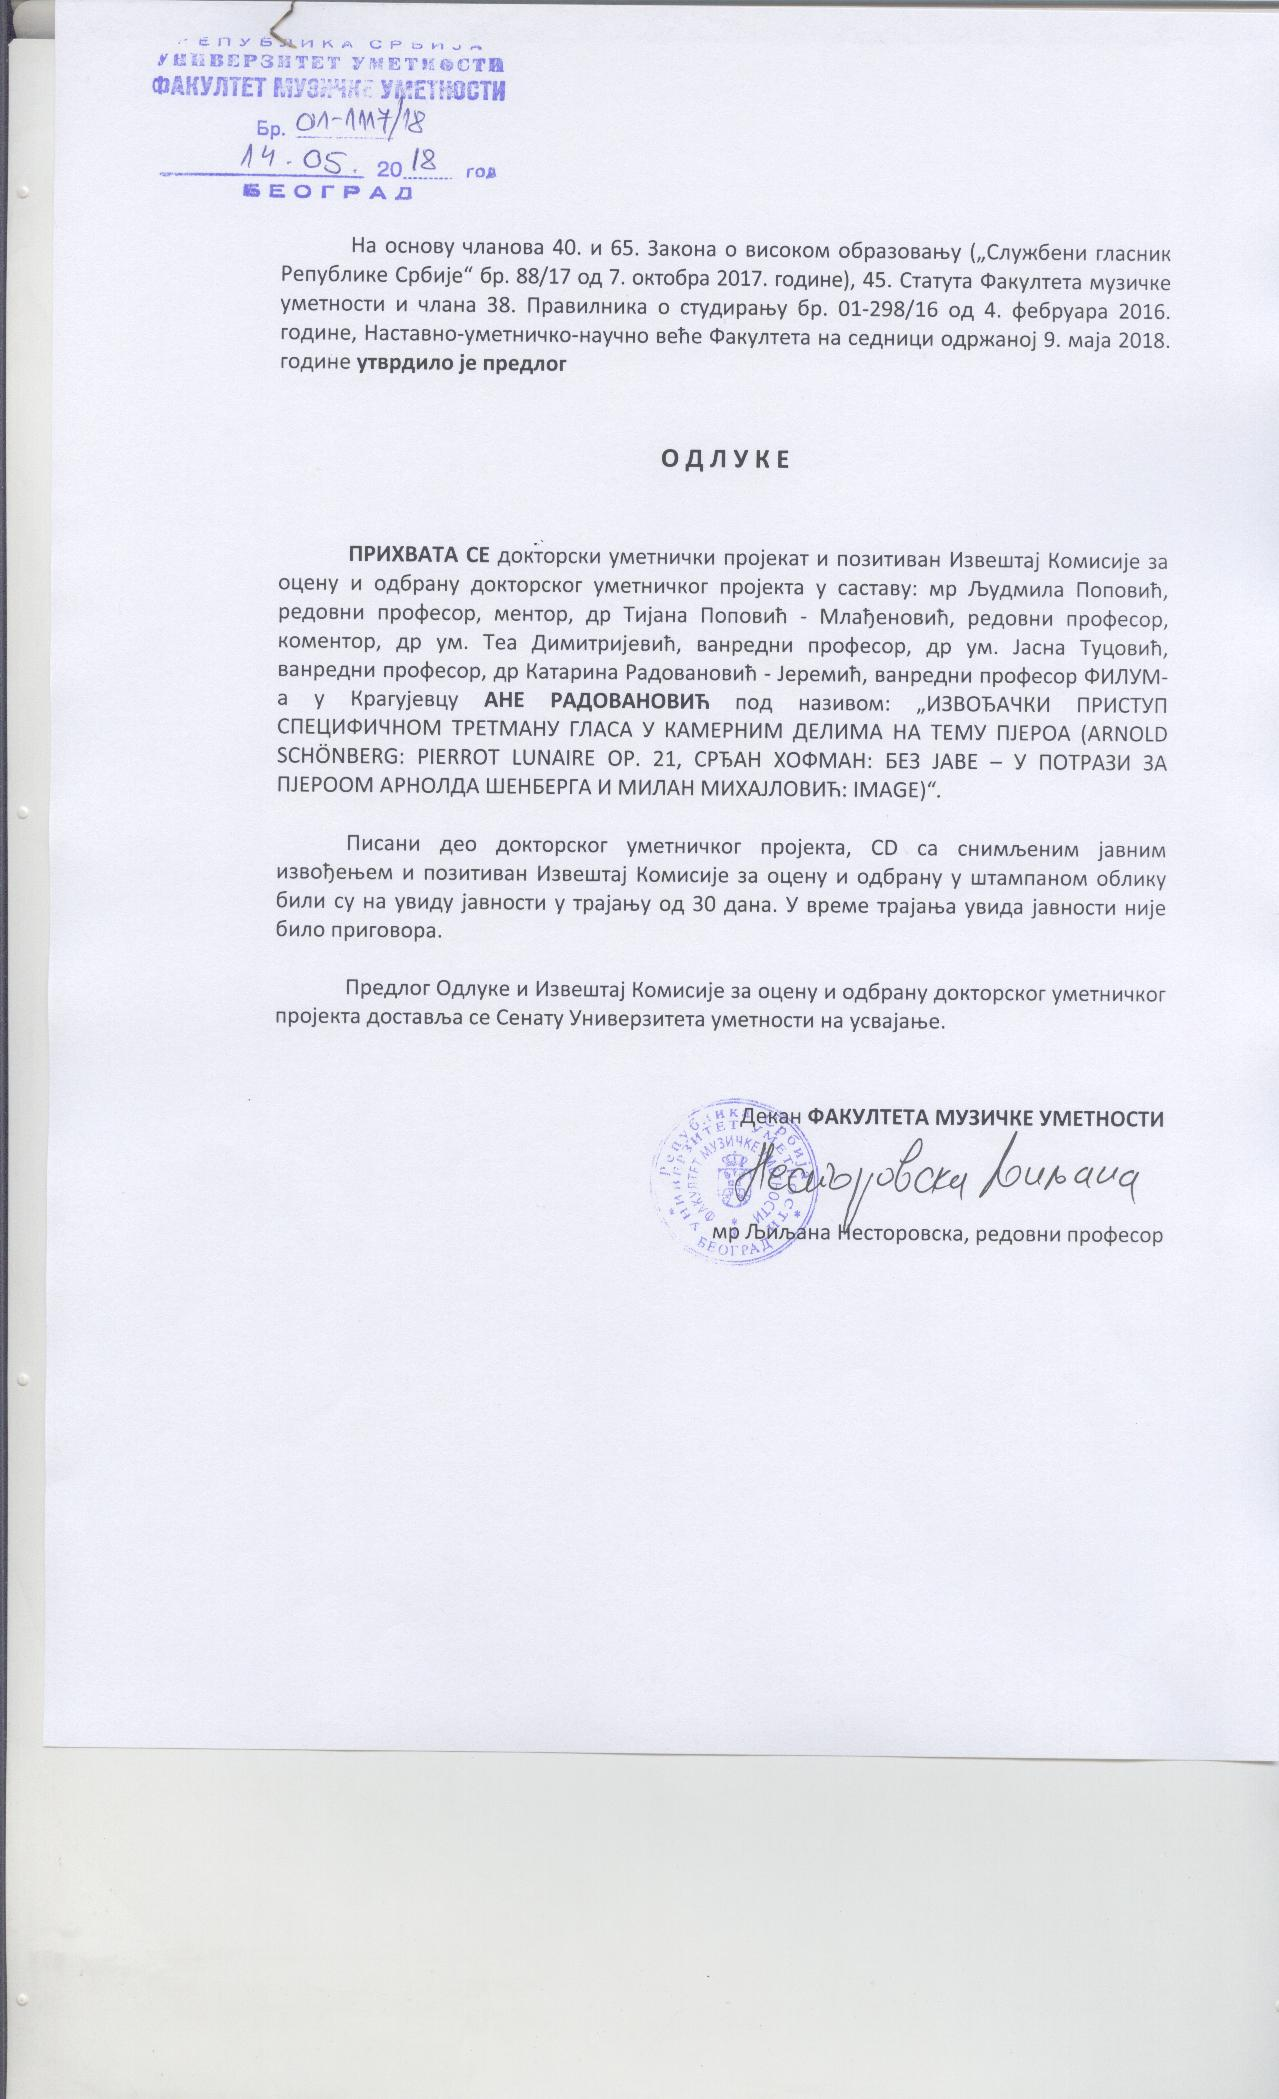 РЕПУБЛИКА СРБИЈА
УНИВЕРЗИТЕТ УМЕТНОСТИ
ФАКУЛТЕТ МУЗИЧКЕ УМЕТНОСТИ
Бр. 01-1117/18
14.05. 2018 год
БЕОГРАД
На основу чланова 40. и 65. Закона о високом образовању („Службени гласник
Републике Србије“ бр. 88/17 од 7. октобра 2017. године), 45. Статута Факултета музичке
уметности и члана 38. Правилника о студирању бр. 01-298/16 од 4. фебруара 2016.
године, Наставно-уметничко-научно веће Факултета на седници одржаној 9. маја 2018.
године утврдило је предлог
О Д Л У К Е
ПРИХВАТА СЕ докторски уметнички пројекат и позитиван Извештај Комисије за
оцену и одбрану докторског уметничког пројекта у саставу: мр Људмила Поповић,
редовни професор, ментор, др Тијана Поповић - Млађеновић, редовни професор,
коментор, др ум. Теа Димитријевић, ванредни професор, др ум. Јасна Туцовић,
ванредни професор, др Катарина Радовановић - Јеремић, ванредни професор ФИЛУМ-
а у Крагујевцу АНЕ РАДОВАНОВИЋ под називом: „ИЗВОЂАЧКИ ПРИСТУП
СПЕЦИФИЧНОМ ТРЕТМАНУ ГЛАСА У КАМЕРНИМ ДЕЛИМА НА ТЕМУ ПЈЕРОА (ARNOLD
SCHÖNBERG: PIERROT LUNAIRE OP. 21, СРЂАН ХОФМАН: БЕЗ ЈАВЕ – У ПОТРАЗИ ЗА
ПЈЕРООМ АРНОЛДА ШЕНБЕРГА И МИЛАН МИХАЈЛОВИЋ: IMAGE)“.
Писани део докторског уметничког пројекта, CD са снимљеним јавним
извођењем и позитиван Извештај Комисије за оцену и одбрану у штампаном облику
били су на увиду јавности у трајању од 30 дана. У време трајања увида јавности није
било приговора.
Предлог Одлуке и Извештај Комисије за оцену и одбрану докторског уметничког
пројекта доставља се Сенату Универзитета уметности на усвајање.
Декан ФАКУЛТЕТА МУЗИЧКЕ УМЕТНОСТИ
Несторовска Љиљана
мр Љиљана Несторовска, редовни професор
Република Србија
УНИВЕРЗИТЕТ УМЕТНОСТИ
ФАКУЛТЕТ МУЗИЧКЕ УМЕТНОСТИ
БЕОГРАД